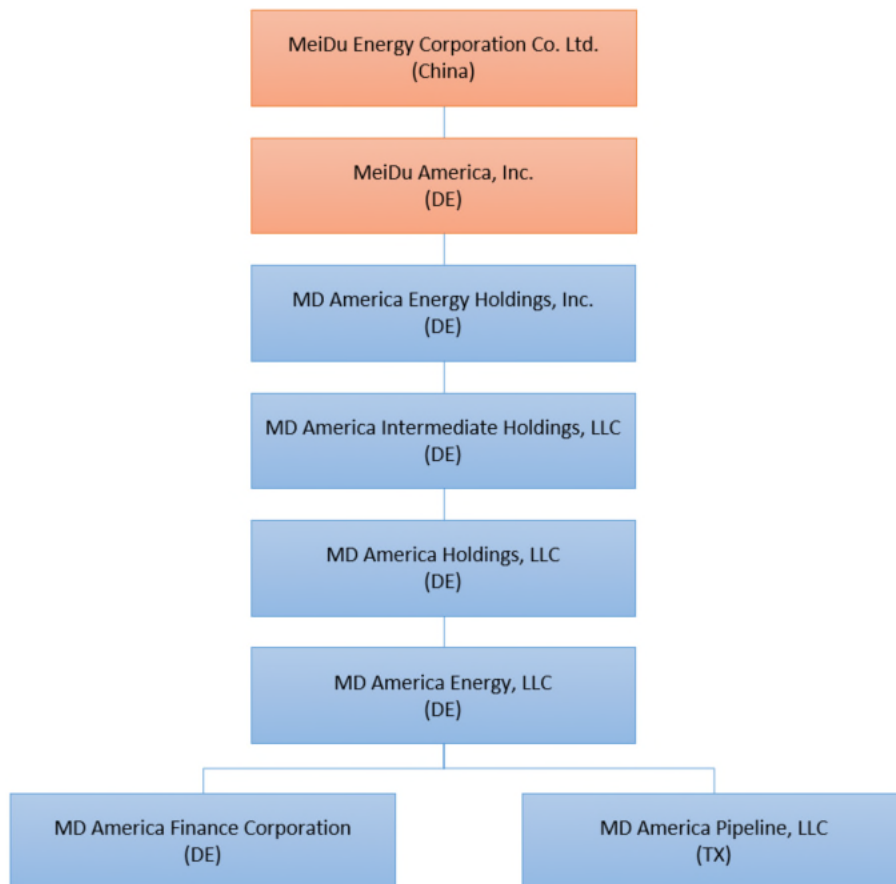 MeiDu Energy Corporation Co. Ltd.
(China)
MeiDu America, Inc.
(DE)
MD America Energy Holdings, Inc.
(DE)
MD America Intermediate Holdings, LLC
(DE)
MD America Holdings, LLC
(DE)
MD America Energy, LLC
(DE)
MD America Finance Corporation
(DE)
MD America Pipeline, LLC
(TX)